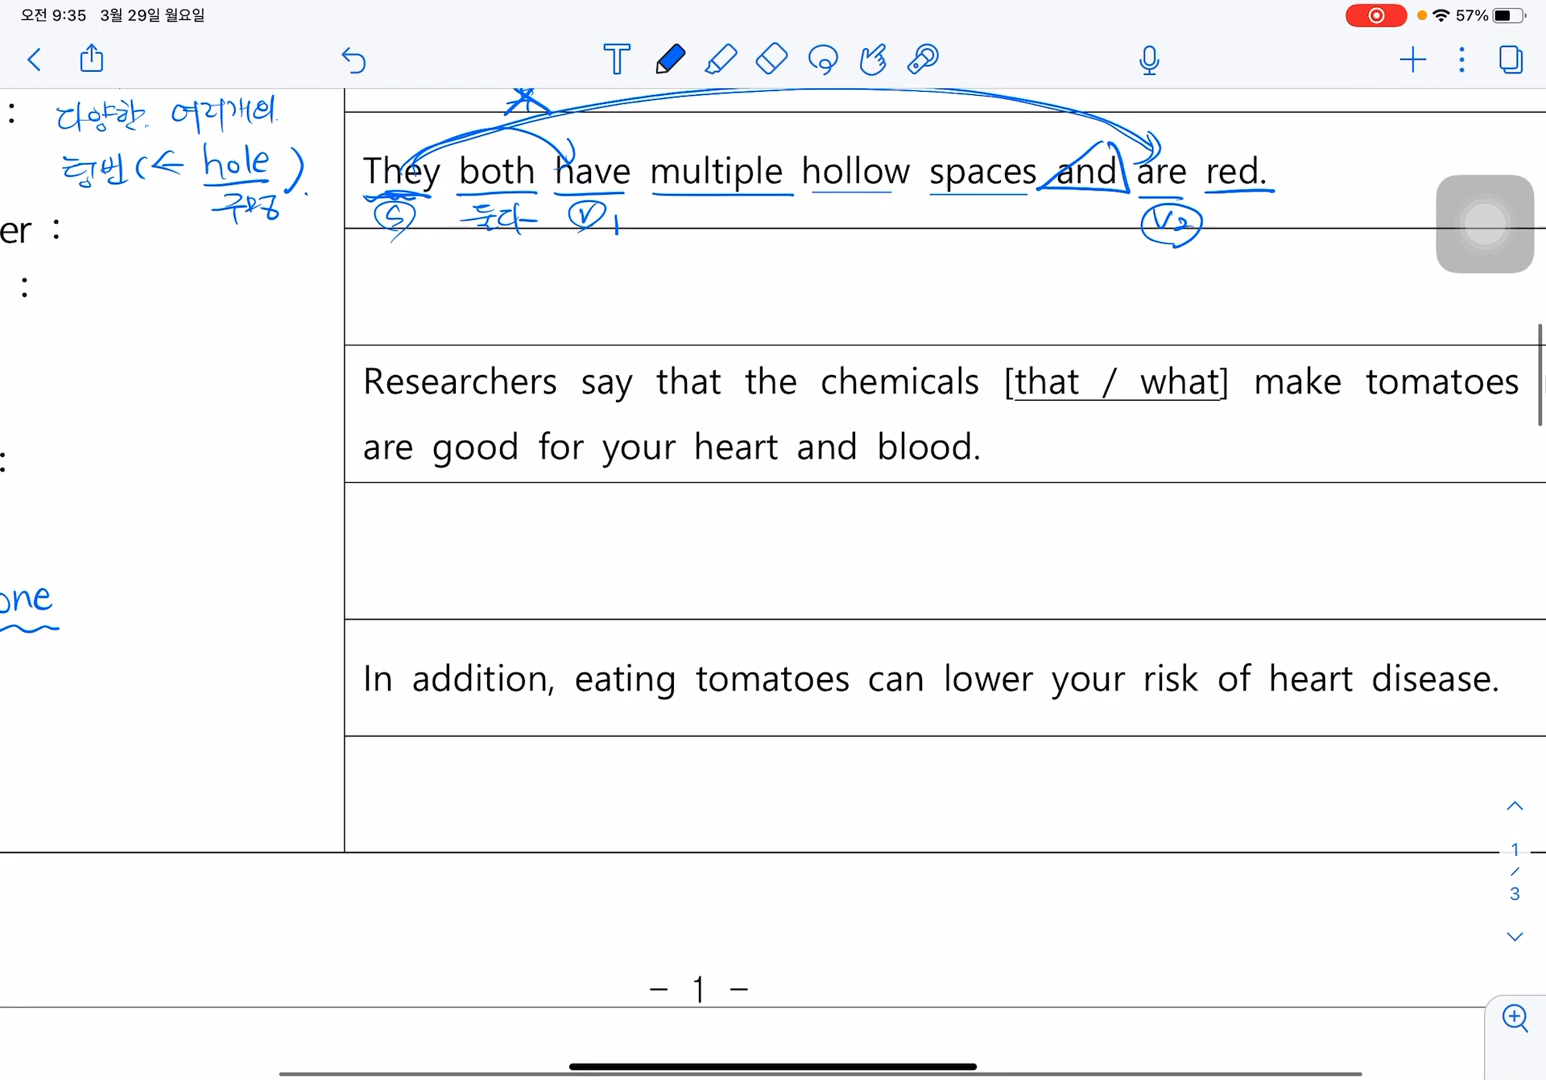 오전 9:35 3월 29일 월요일
57%
: 다양한. 여러개의
텅빈 (← hole ).
구멍
They both have multiple hollow spaces and are red.
S 둘다 V1 V2
er :
:
Researchers say that the chemicals [that / what] make tomatoes
are good for your heart and blood.
:
one
In addition, eating tomatoes can lower your risk of heart disease.
1
/
3
- 1 -